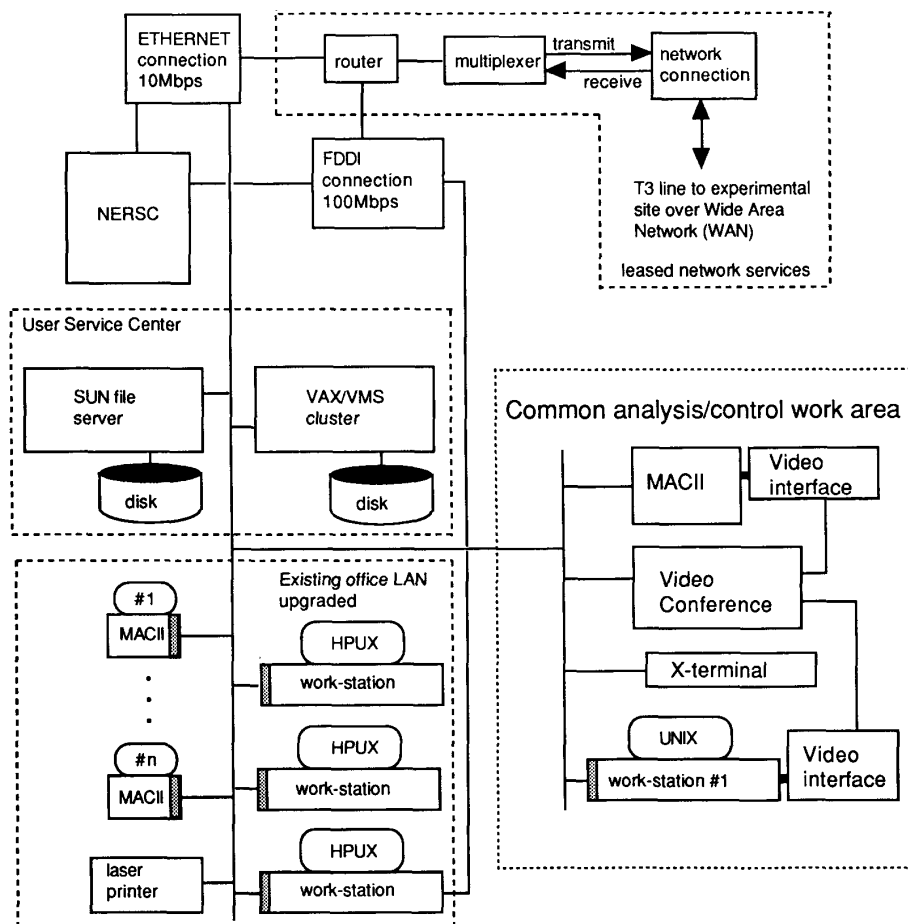 ETHERNET
connection
10Mbps
router
multiplexer
transmit
receive
network
connection
NERSC
FDDI
connection
100Mbps
T3 line to experimental
site over Wide Area
Network (WAN)
leased network services
User Service Center
SUN file
server
VAX/VMS
cluster
disk
disk
Common analysis/control work area
MACII
Video
interface
Video
Conference
X-terminal
UNIX
work-station #1
Video
interface
Existing office LAN
upgraded
#1
MACII
HPUX
work-station
#n
MACII
HPUX
work-station
laser
printer
HPUX
work-station